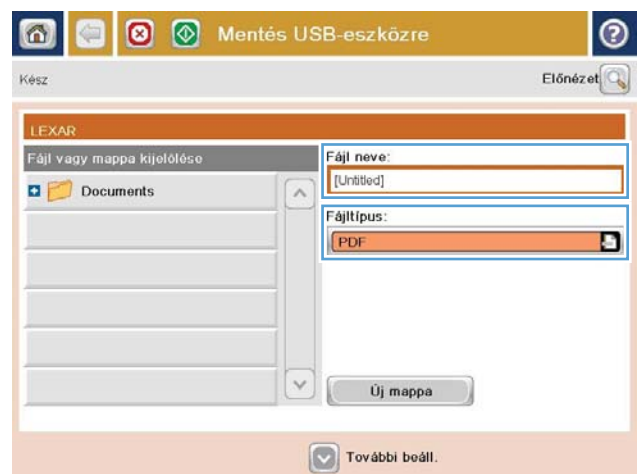 Mentés USB-eszközre
Kész
Előnézet
LEXAR
Fájl vagy mappa kijelölése
Documents
Fájl neve:
[Untitled]
Fájltípus:
PDF
Új mappa
További beáll.